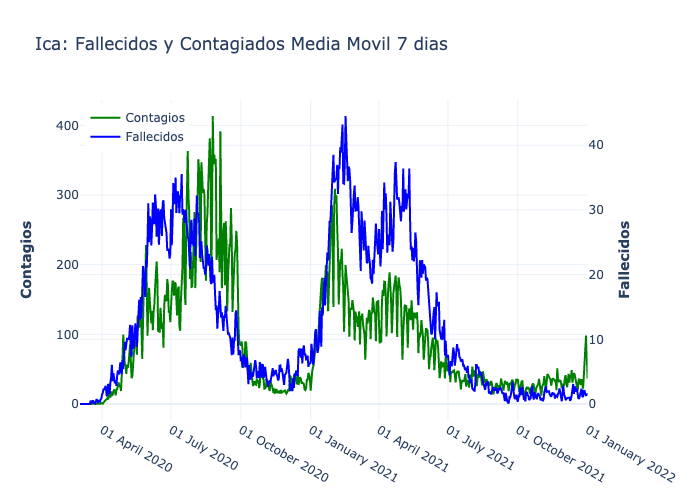 Ica: Fallecidos y Contagiados Media Movil 7 dias
Contagios
Fallecidos
400
300
200
100
0
40
30
20
10
0
Contagios
Fallecidos
01 April 2020
01 July 2020
01 October 2020
01 January 2021
01 April 2021
01 July 2021
01 October 2021
01 January 2022